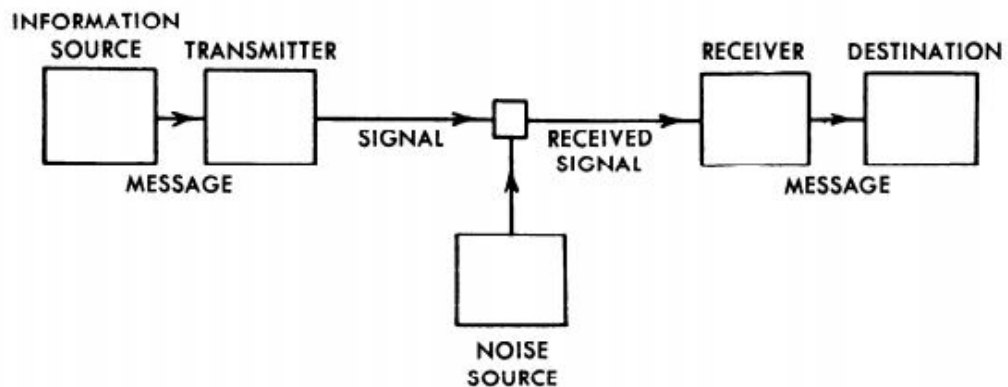 INFORMATION
SOURCE
TRANSMITTER
RECEIVER
DESTINATION
SIGNAL
RECEIVED
SIGNAL
MESSAGE
MESSAGE
NOISE
SOURCE